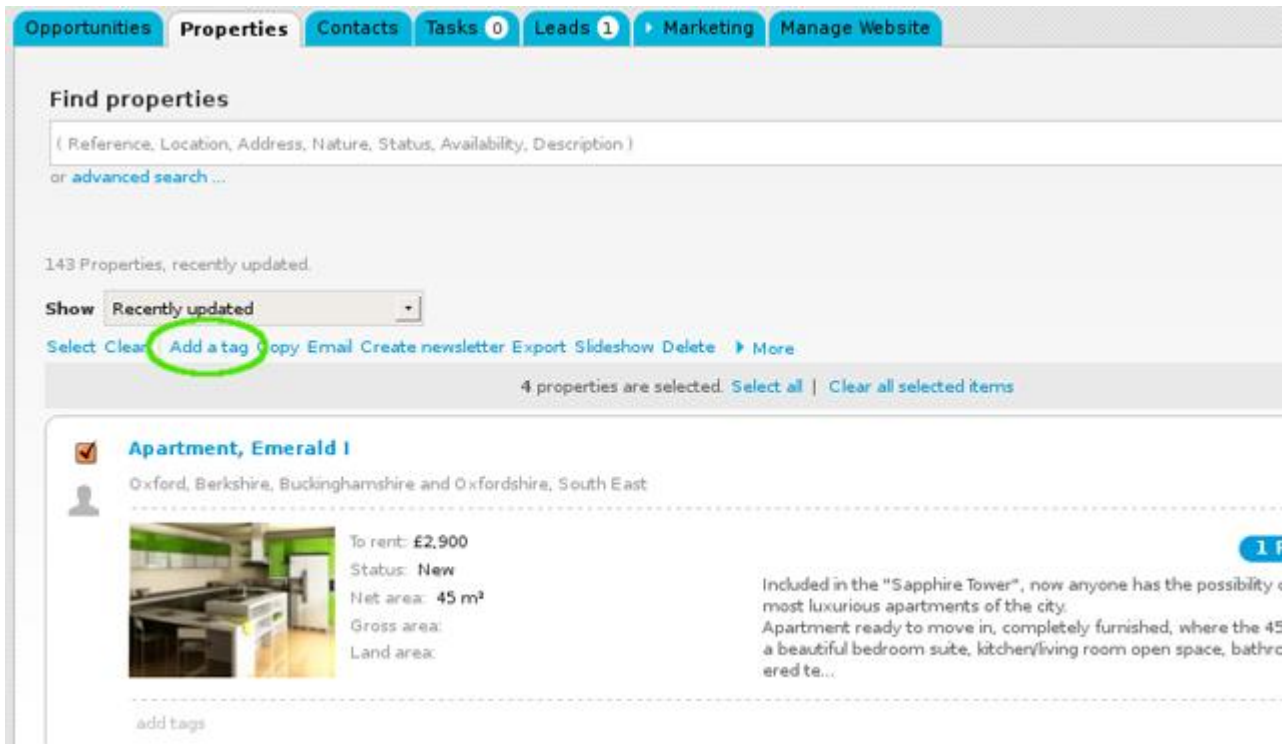 Opportunities Properties Contacts Tasks 0 Leads 1 Marketing Manage Website
Find properties
( Reference, Location, Address, Nature, Status, Availability, Description )
or advanced search ...
143 Properties, recently updated.
Show Recently updated
Select Clear | Add a tag Copy Email Create newsletter Export Slideshow Delete More
4 properties are selected. Select all | Clear all selected items
Apartment, Emerald I
Oxford, Berkshire, Buckinghamshire and Oxfordshire, South East
To rent: £2,900
Status: New
Net area: 45 m²
Gross area:
Land area:
1
Included in the "Sapphire Tower", now anyone has the possibility
most luxurious apartments of the city.
Apartment ready to move in, completely furnished, where the 45
a beautiful bedroom suite, kitchen/living room open space, bathro
ered te...
add tags